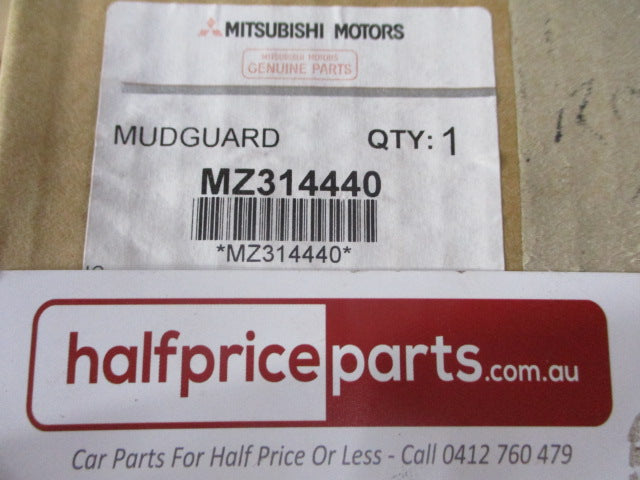 MITSUBISHI MOTORS
MITSUBISHI MOTORS
GENUINE PARTS
MUDGUARD QTY: 1
MZ314440
*MZ314440*
halfpriceparts.com.au
Car Parts For Half Price Or Less - Call 0412 760 479